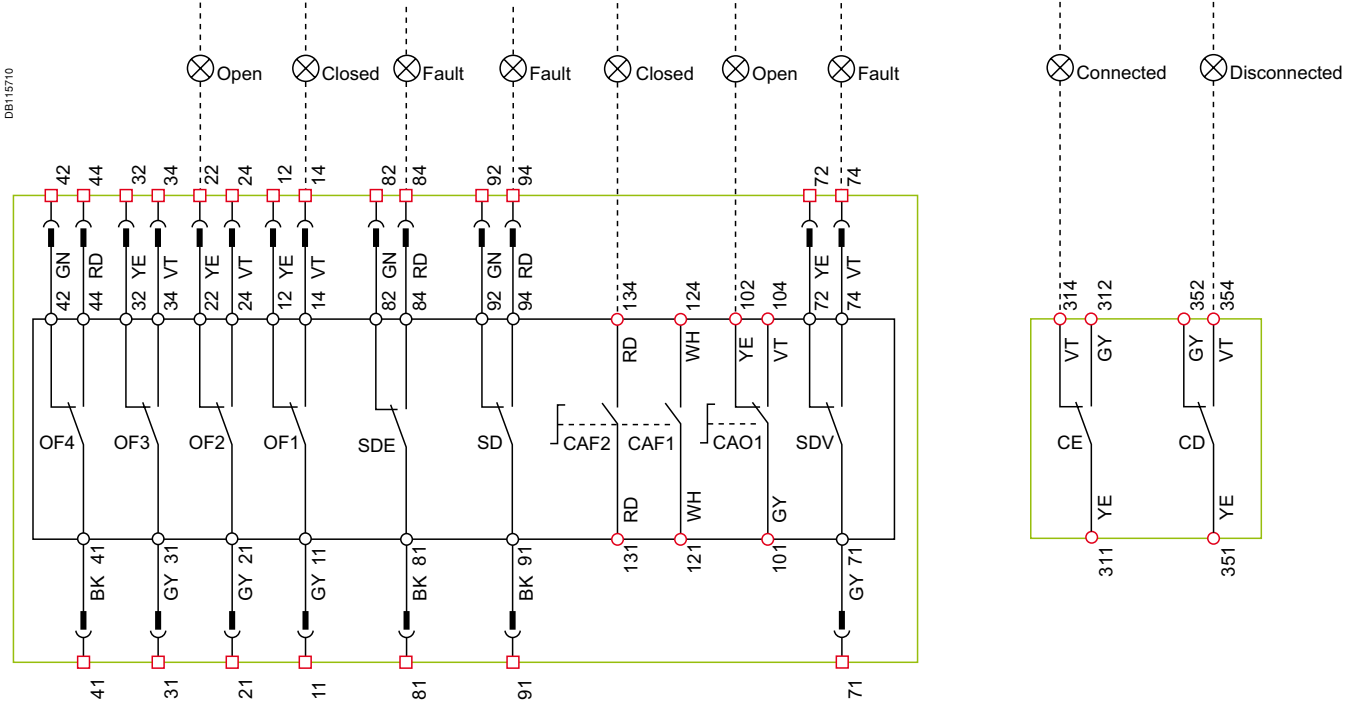 DB115710
Open
Closed
Fault
Fault
Closed
Open
Fault
Connected
Disconnected
42 44 32 34 22 24 12 14 82 84 92 94 72 74
GN RD YE VT YE VT YE VT GN RD GN RD YE VT
42 44 32 34 22 24 12 14 82 84 92 94 134 124 102 104 72 74 314 312 352 354
RD WH YE VT VT GY GY VT
OF4 OF3 OF2 OF1 SDE SD CAF2 CAF1 CAO1 SDV CE CD
RD WH GY YE YE
41 31 21 11 81 91 131 121 101 71 311 351
BK GY GY GY BK BK GY
41 31 21 11 81 91 71